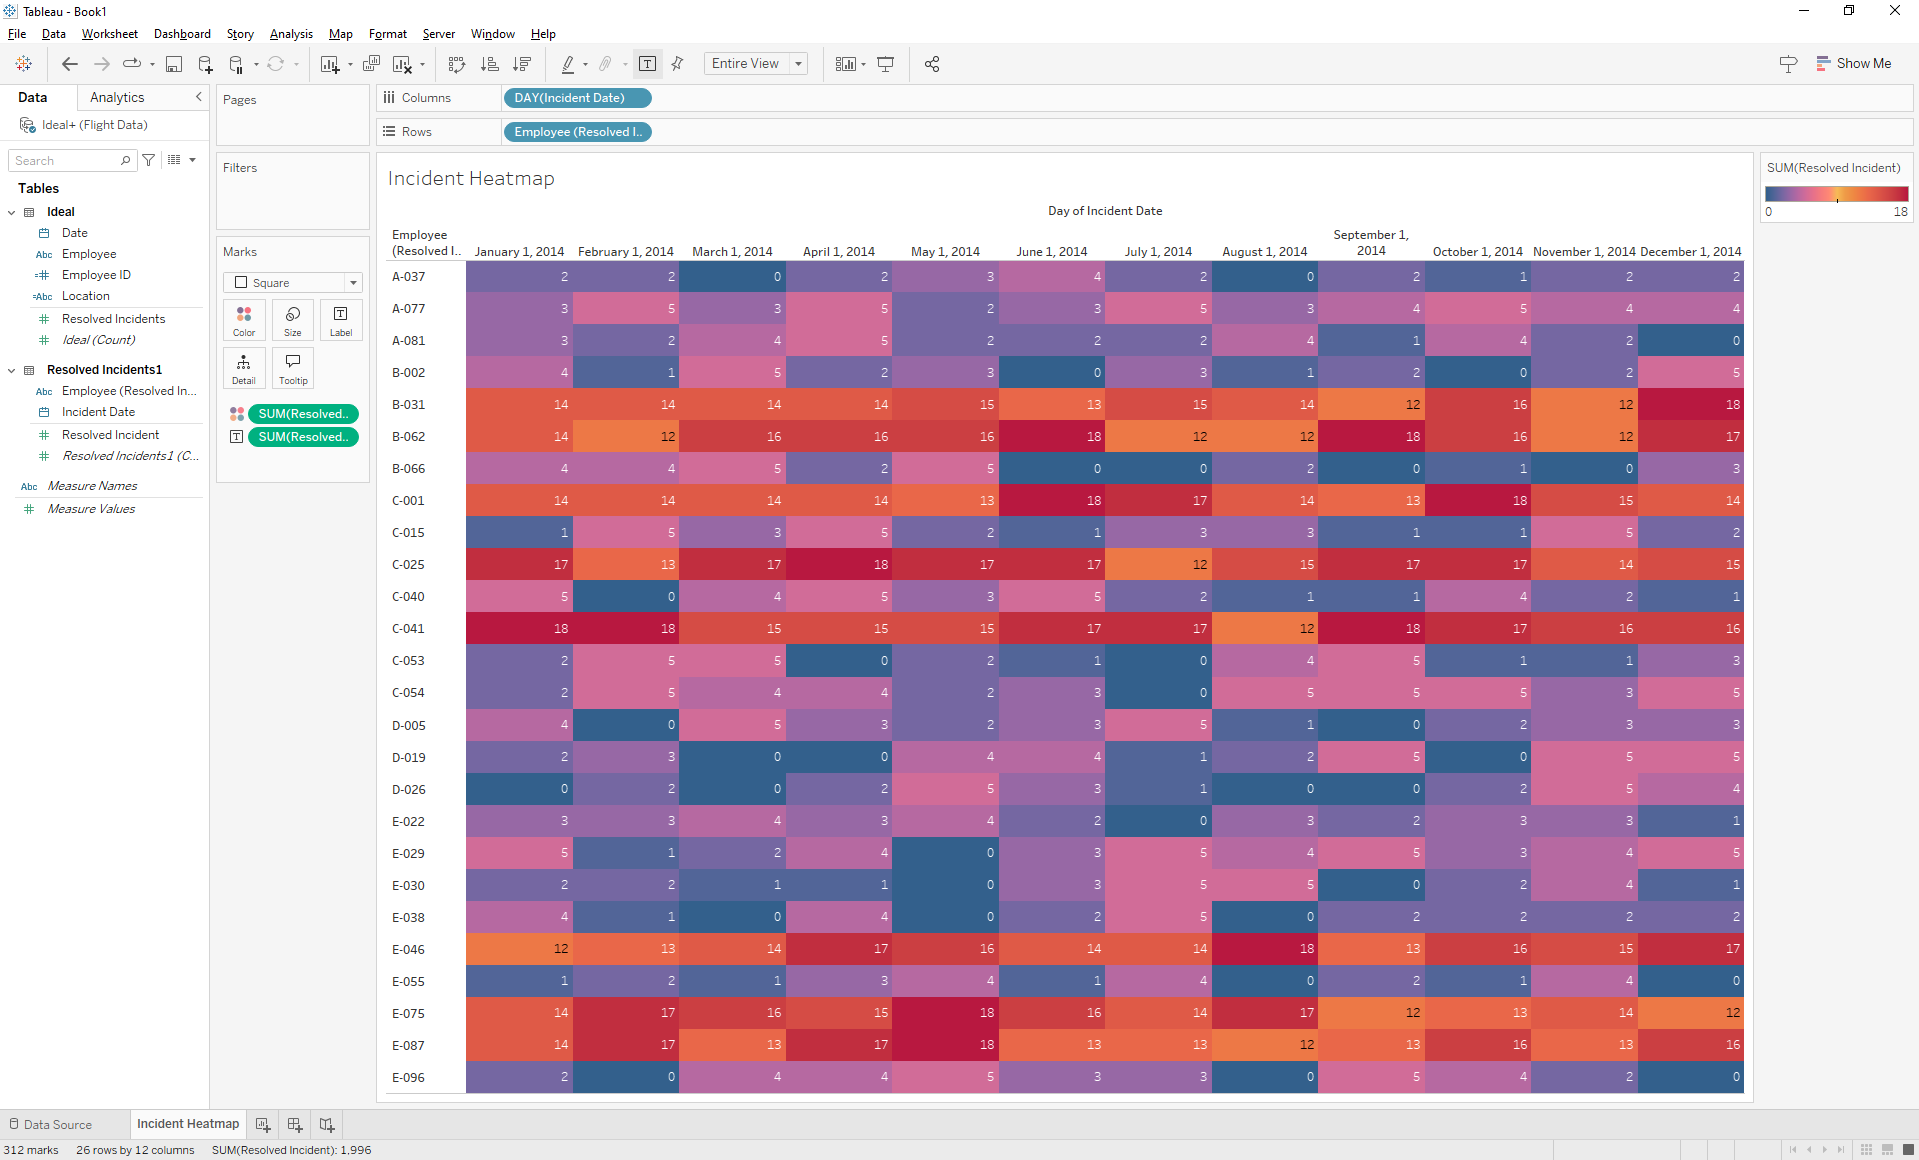 Tableau - Book1
File Data Worksheet Dashboard Story Analysis Map Format Server Window Help
Entire View
Show Me
Data Analytics
Ideal+ (Flight Data)
Search
Tables
Ideal
Date
Abc Employee
Employee ID
=Abc Location
Resolved Incidents
Ideal (Count)
Resolved Incidents1
Abc Employee (Resolved In...
Incident Date
Resolved Incident
Resolved Incidents1 (C...
Abc Measure Names
Measure Values
Pages
Filters
Marks
Square
Color Size Label
Detail Tooltip
SUM(Resolved..
SUM(Resolved..
Columns DAY(Incident Date)
Rows Employee (Resolved I..
Incident Heatmap
Day of Incident Date
Employee
(Resolved I.. January 1, 2014 February 1, 2014 March 1, 2014 April 1, 2014 May 1, 2014 June 1, 2014 July 1, 2014 August 1, 2014 September 1, 2014 October 1, 2014 November 1, 2014 December 1, 2014
A-037 2 2 0 2 3 4 2 0 2 1 2 2
A-077 3 5 3 5 2 3 5 3 4 5 4 4
A-081 3 2 4 5 2 2 2 4 1 4 2 0
B-002 4 1 5 2 3 0 3 1 2 0 2 5
B-031 14 14 14 14 15 13 15 14 12 16 12 18
B-062 14 12 16 16 16 18 12 12 18 16 12 17
B-066 4 4 5 2 5 0 0 2 0 1 0 3
C-001 14 14 14 14 13 18 17 14 13 18 15 14
C-015 1 5 3 5 2 1 3 3 1 1 5 2
C-025 17 13 17 18 17 17 12 15 17 17 14 15
C-040 5 0 4 5 3 5 2 1 1 4 2 1
C-041 18 18 15 15 15 17 17 12 18 17 16 16
C-053 2 5 5 0 2 1 0 4 5 1 1 3
C-054 2 5 4 4 2 3 0 5 5 5 3 5
D-005 4 0 5 3 2 3 5 1 0 2 3 3
D-019 2 3 0 0 4 4 1 2 5 0 5 5
D-026 0 2 0 2 5 3 1 0 0 2 5 4
E-022 3 3 4 3 4 2 0 3 2 3 3 1
E-029 5 1 2 4 0 3 5 4 5 3 4 5
E-030 2 2 1 1 0 3 5 5 0 2 4 1
E-038 4 1 0 4 0 2 5 0 2 2 2 2
E-046 12 13 14 17 16 14 14 18 13 16 15 17
E-055 1 2 1 3 4 1 4 0 2 1 4 0
E-075 14 17 16 15 18 16 14 17 12 13 14 12
E-087 14 17 13 17 18 13 13 12 13 16 13 16
E-096 2 0 4 4 5 3 3 0 5 4 2 0
SUM(Resolved Incident)
0 18
Data Source Incident Heatmap
312 marks 26 rows by 12 columns SUM(Resolved Incident): 1,996